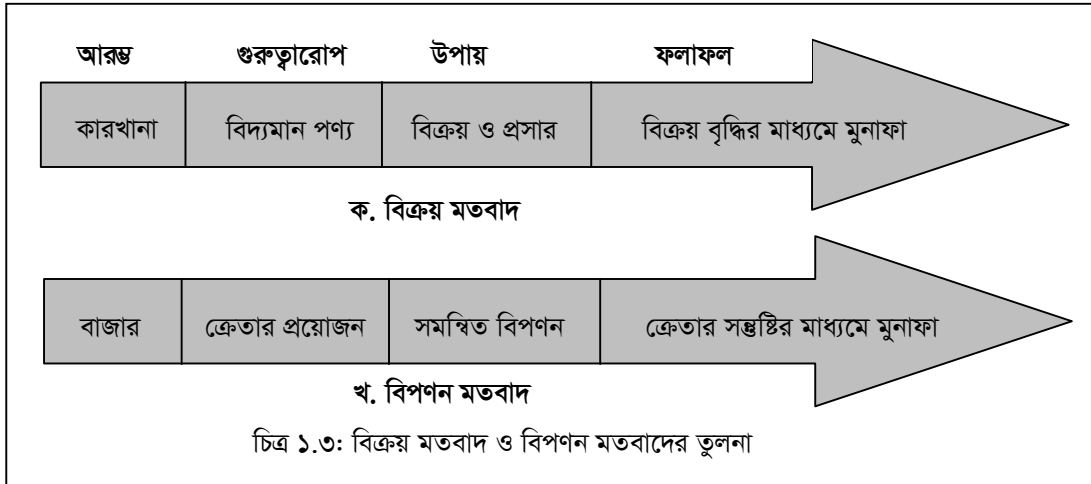 আরম্ভ গুরুত্বারোপ উপায় ফলাফল
কারখানা বিদ্যমান পণ্য বিক্রয় ও প্রসার বিক্রয় বৃদ্ধির মাধ্যমে মুনাফা
ক. বিক্রয় মতবাদ
বাজার ক্রেতার প্রয়োজন সমন্বিত বিপণন ক্রেতার সন্তুষ্টির মাধ্যমে মুনাফা
খ. বিপণন মতবাদ
চিত্র ১.৩: বিক্রয় মতবাদ ও বিপণন মতবাদের তুলনা